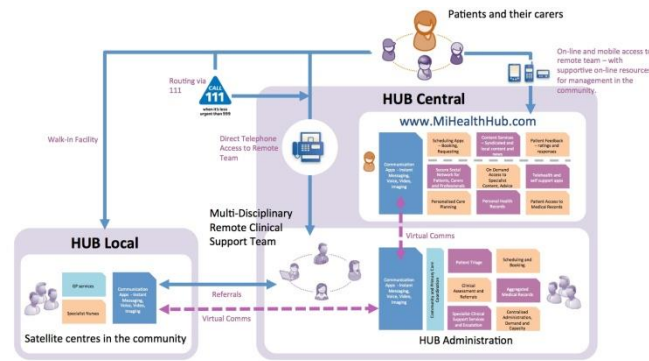 Patients and their carers
Routing via
111
CALL
111
when it's less
urgent than 999
On-line and mobile access to
remote team – with
supportive on-line resources
for management in the
community.
HUB Central
www.MiHealthHub.com
Walk-in Facility
Direct Telephone
Access to Remote
Team
Communication
Apps - Instant
Messaging,
Voice, Video,
Imaging
Scheduling Apps
- Booking,
Requesting
Content Services
- Syndicated and
local content and
news
Patient Feedback
- ratings and
responses
Secure Social
Network for
Patients, Carers
and Professionals
On Demand
Access to
Specialist
Content, Advice
Telehealth and
self support apps
Personalised Care
Planning
Personal Health
Records
Patient Access to
Medical Records
Multi-Disciplinary
Remote Clinical
Support Team
Virtual Comms
HUB Local
GP services
Specialist Nurses
Communication
Apps - Instant
Messaging,
Voice, Video,
Imaging
Satellite centres in the community
Referrals
Virtual Comms
Communication
Apps - Instant
Messaging,
Voice, Video,
Imaging
Community and Primary Care
Coordination
Patient Triage
Scheduling and
Booking
Clinical
Assessment and
Referrals
Aggregated
Medical Records
Specialist Clinical
Support Services
and Escalation
Centralised
Administration,
Demand and
Capacity
HUB Administration